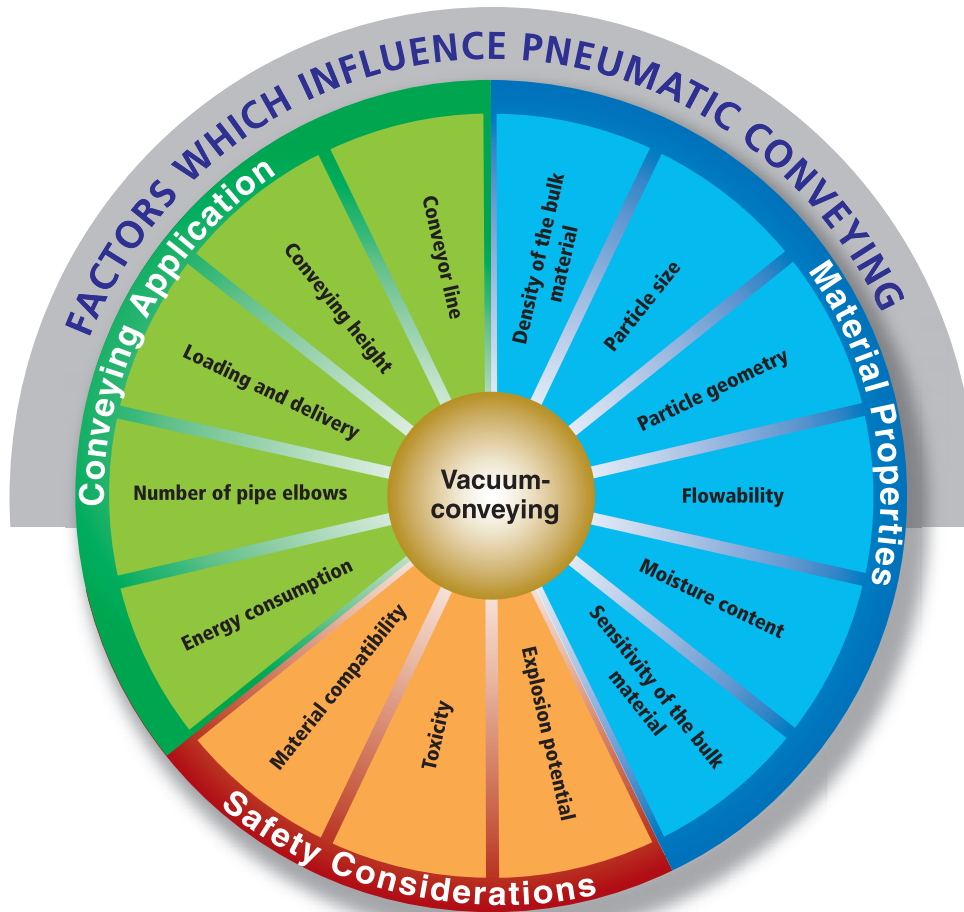 FACTORS WHICH INFLUENCE PNEUMATIC CONVEYING
Conveying Application
Conveyor line
Conveying height
Loading and delivery
Number of pipe elbows
Energy consumption
Material Properties
Density of the bulk
material
Particle size
Particle geometry
Flowability
Moisture content
Sensitivity of the bulk
material
Safety Considerations
Material compatibility
Toxicity
Explosion potential
Vacuum-
conveying